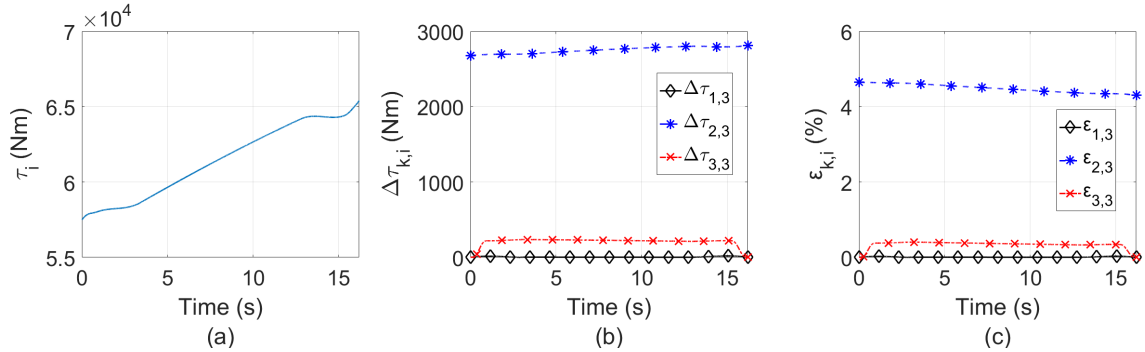 ×10⁴
7
6.5
6
5.5
τᵢ (Nm)
0 5 10 15
Time (s)
(a)
3000
2000
1000
0
Δτₖ,ᵢ (Nm)
Δτ₁,₃
Δτ₂,₃
Δτ₃,₃
0 5 10 15
Time (s)
(b)
6
4
2
0
εₖ,ᵢ (%)
ε₁,₃
ε₂,₃
ε₃,₃
0 5 10 15
Time (s)
(c)